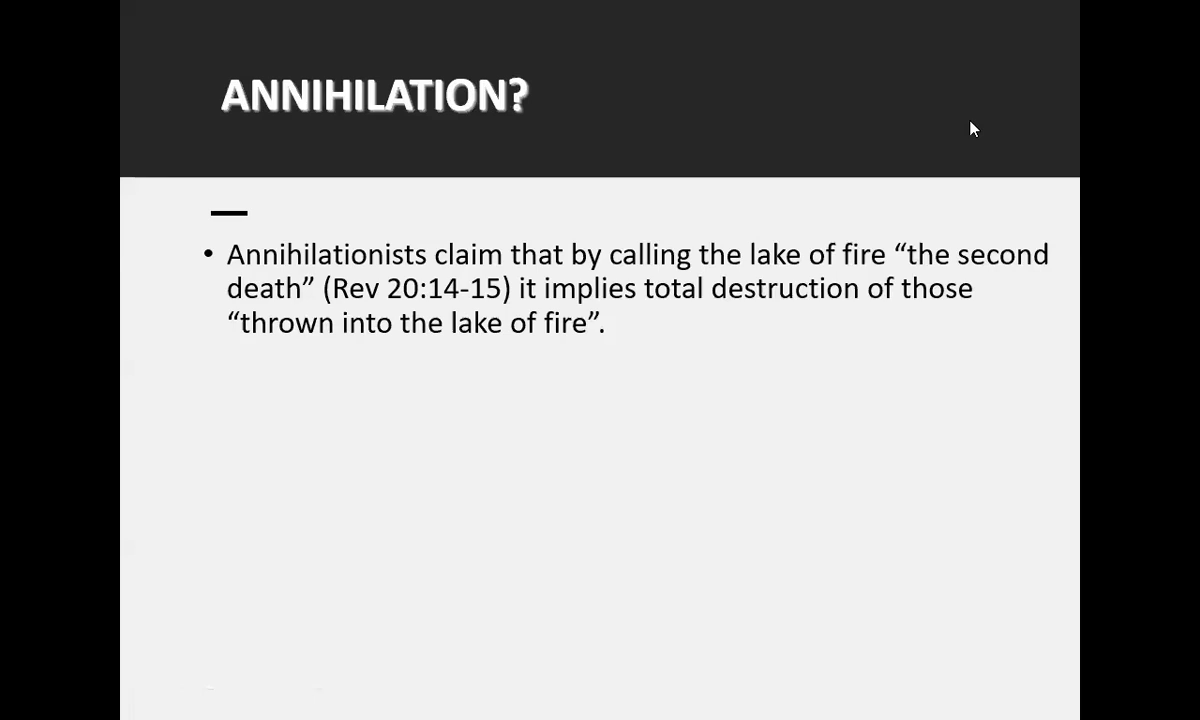 ANNIHILATION?
• Annihilationists claim that by calling the lake of fire “the second
death” (Rev 20:14-15) it implies total destruction of those
“thrown into the lake of fire”.